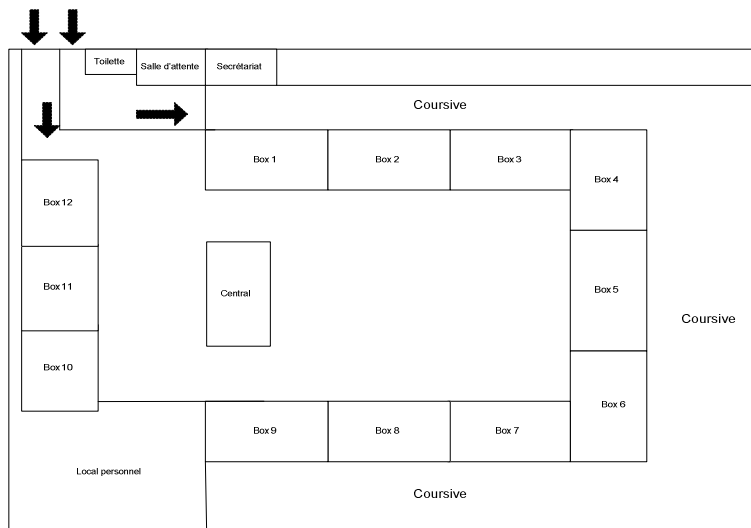 Toilette
Salle d'attente
Secrétariat
Coursive
Box 1
Box 2
Box 3
Box 4
Box 12
Box 11
Central
Box 5
Coursive
Box 10
Box 6
Box 9
Box 8
Box 7
Local personnel
Coursive